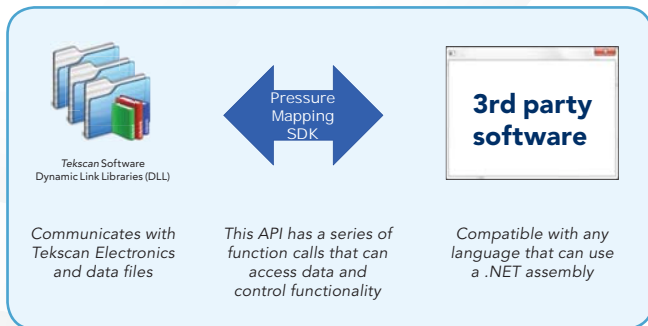 Pressure
Mapping
SDK
3rd party
software
Tekscan Software
Dynamic Link Libraries (DLL)
Communicates with
Tekscan Electronics
and data files
This API has a series of
function calls that can
access data and
control functionality
Compatible with any
language that can use
a .NET assembly